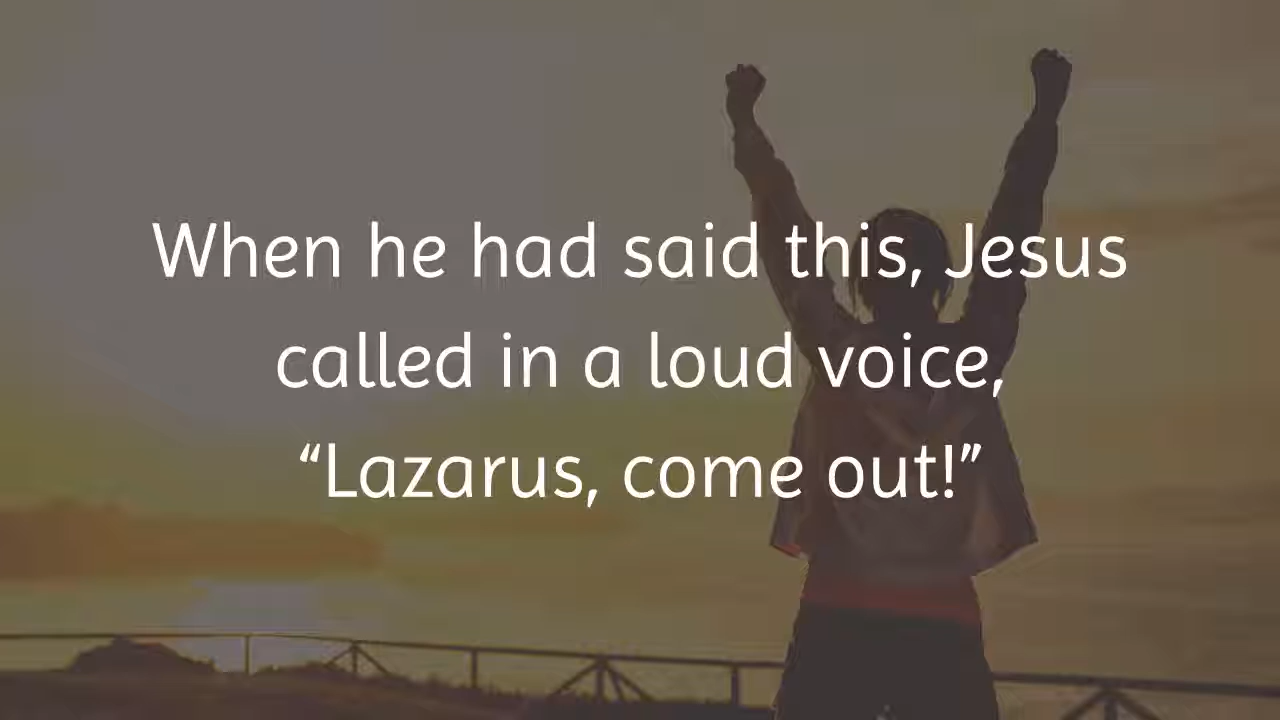 When he had said this, Jesus
called in a loud voice,
“Lazarus, come out!”